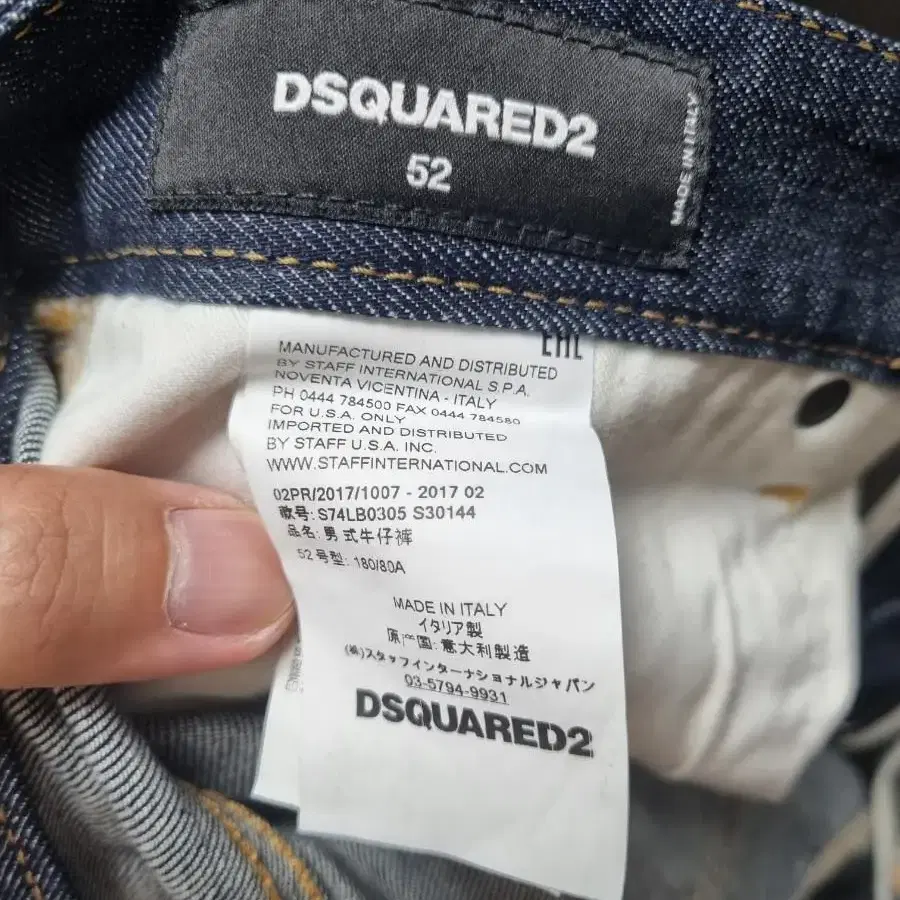 DSQUARED2
52
MADE IN ITALY
EAC
MANUFACTURED AND DISTRIBUTED
BY STAFF INTERNATIONAL S.P.A.
NOVENTA VICENTINA - ITALY
PH 0444 784500 FAX 0444 784580
FOR U.S.A. ONLY
IMPORTED AND DISTRIBUTED
BY STAFF U.S.A. INC.
WWW.STAFFINTERNATIONAL.COM
02PR/2017/1007 - 2017 02
款号: S74LB0305 S30144
品名: 男式牛仔裤
52 号型: 180/80A
MADE IN ITALY
イタリア製
原产国: 意大利製造
(株)スタッフインターナショナルジャパン
03-5794-9931
DSQUARED2